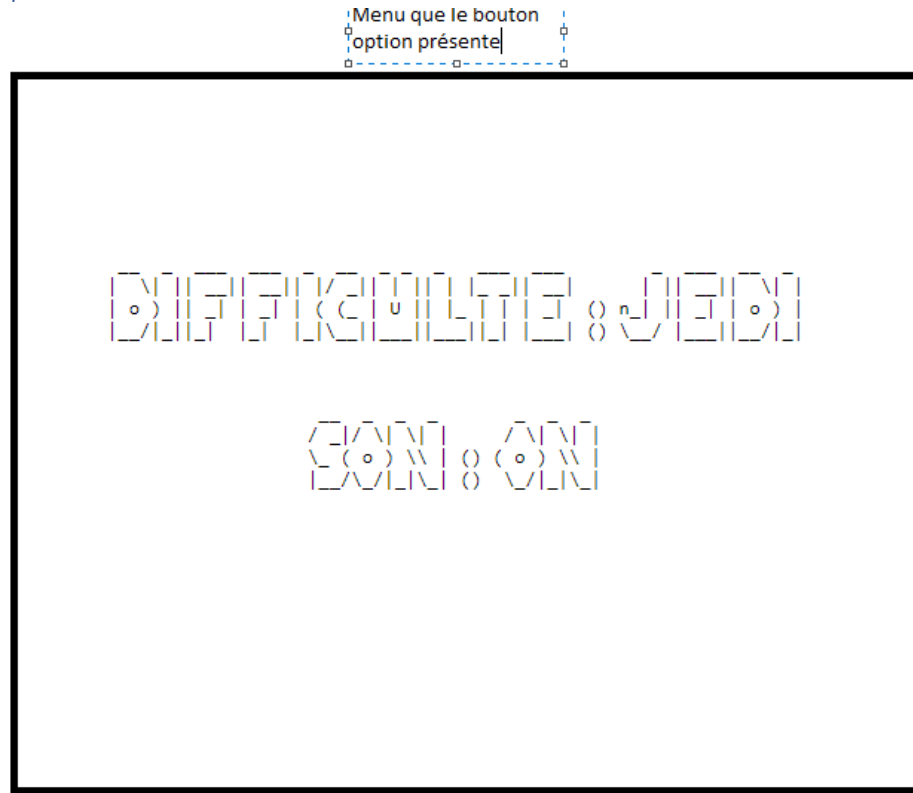 Menu que le bouton
option présente
DIFFICULTE : JEDI
SON : ON